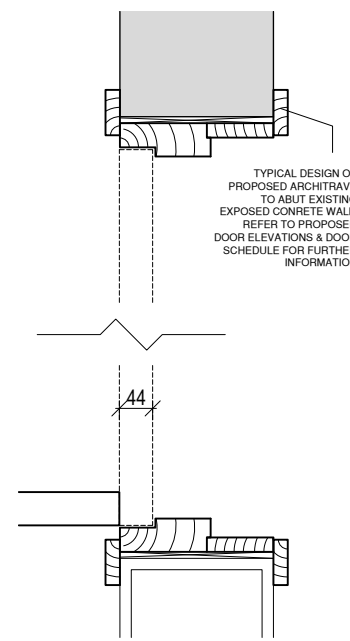 TYPICAL DESIGN O
PROPOSED ARCHITRAV
TO ABUT EXISTIN
EXPOSED CONRETE WAL
REFER TO PROPOSE
DOOR ELEVATIONS & DOO
SCHEDULE FOR FURTHE
INFORMATIO
44